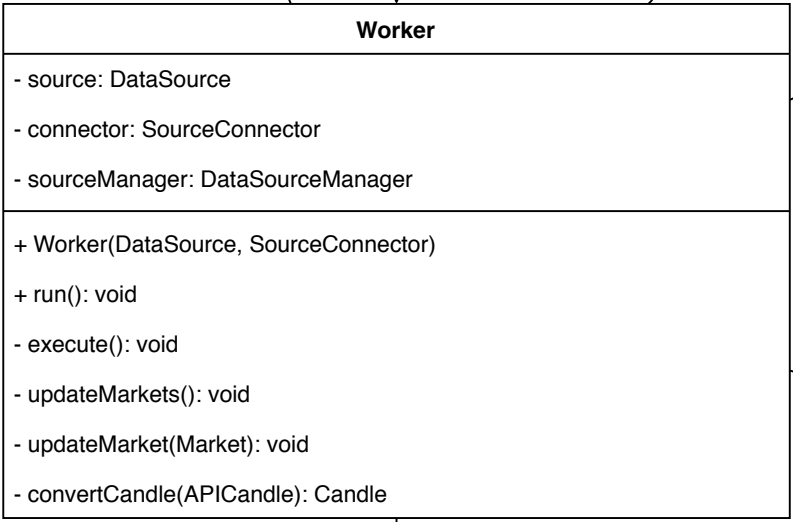 Worker
- source: DataSource
- connector: SourceConnector
- sourceManager: DataSourceManager
+ Worker(DataSource, SourceConnector)
+ run(): void
- execute(): void
- updateMarkets(): void
- updateMarket(Market): void
- convertCandle(APICandle): Candle